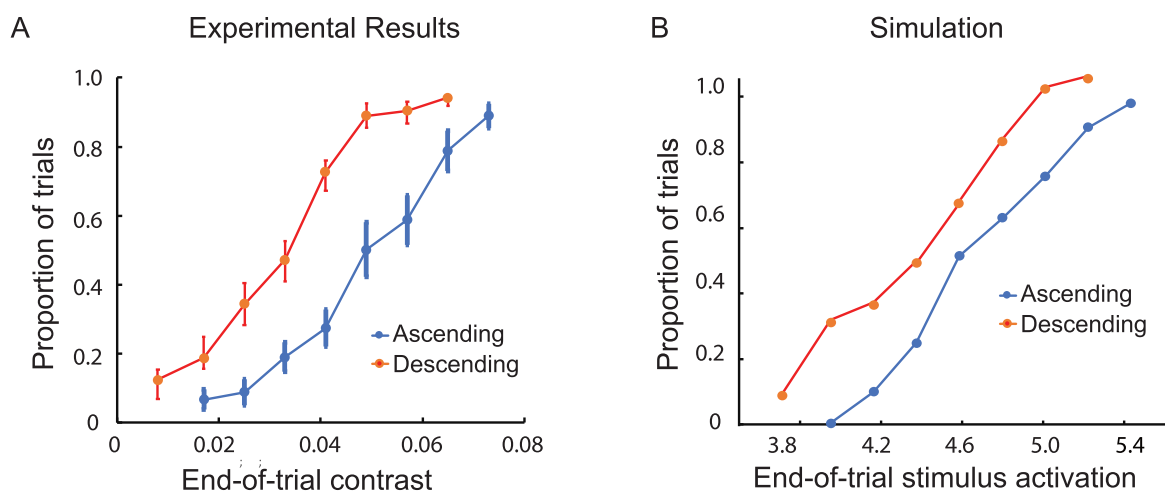 A
Experimental Results
Proportion of trials
1.0
0.8
0.6
0.4
0.2
0
0
0.02
0.04
0.06
0.08
Ascending
Descending
End-of-trial contrast
B
Simulation
Proportion of trials
1.0
0.8
0.6
0.4
0.2
0
3.8
4.2
4.6
5.0
5.4
Ascending
Descending
End-of-trial stimulus activation